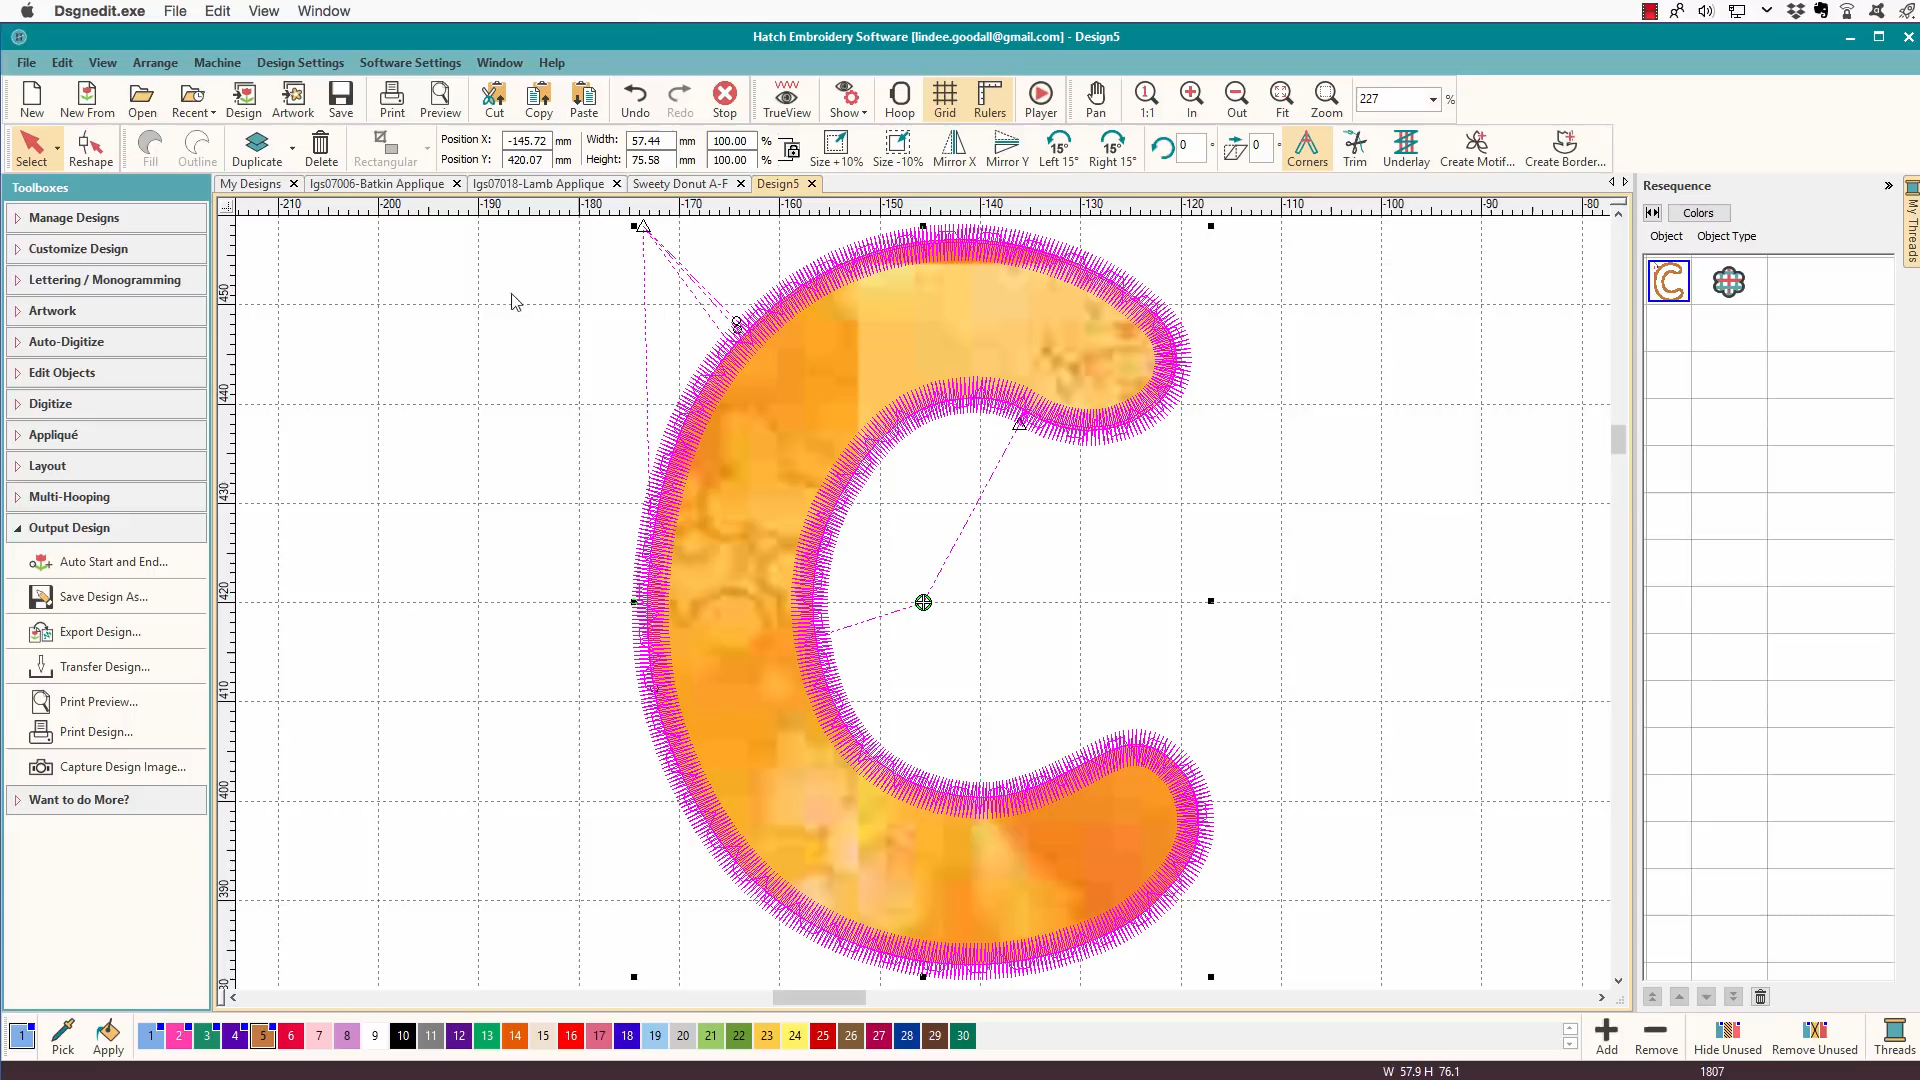 Dsgnedit.exe File Edit View Window
Hatch Embroidery Software [lindee.goodall@gmail.com] - Design5
File Edit View Arrange Machine Design Settings Software Settings Window Help
New New From Open Recent Design Artwork Save Print Preview Cut Copy Paste Undo Redo Stop TrueView Show Hoop Grid Rulers Player Pan 1:1 In Out Fit Zoom 227 %
Select Reshape Fill Outline Duplicate Delete Rectangular Position X: -145.72 mm Width: 57.44 mm 100.00 % Size +10% Size -10% Mirror X Mirror Y Left 15° Right 15° 0 ° 0 ° Corners Trim Underlay Create Motif... Create Border...
Position Y: 420.07 mm Height: 75.58 mm 100.00 %
Toolboxes
My Designs lgs07006-Batkin Applique lgs07018-Lamb Applique Sweety Donut A-F Design5
-210 -200 -190 -180 -170 -160 -150 -140 -130 -120 -110 -100 -90 -80
450
440
430
420
410
400
390
Manage Designs
Customize Design
Lettering / Monogramming
Artwork
Auto-Digitize
Edit Objects
Digitize
Appliqué
Layout
Multi-Hooping
Output Design
Auto Start and End...
Save Design As...
Export Design...
Transfer Design...
Print Preview...
Print Design...
Capture Design Image...
Want to do More?
Resequence
Colors
Object Object Type
My Threads
1 Pick Apply 1 2 3 4 5 6 7 8 9 10 11 12 13 14 15 16 17 18 19 20 21 22 23 24 25 26 27 28 29 30 Add Remove Hide Unused Remove Unused Threads
W 57.9 H 76.1 1807